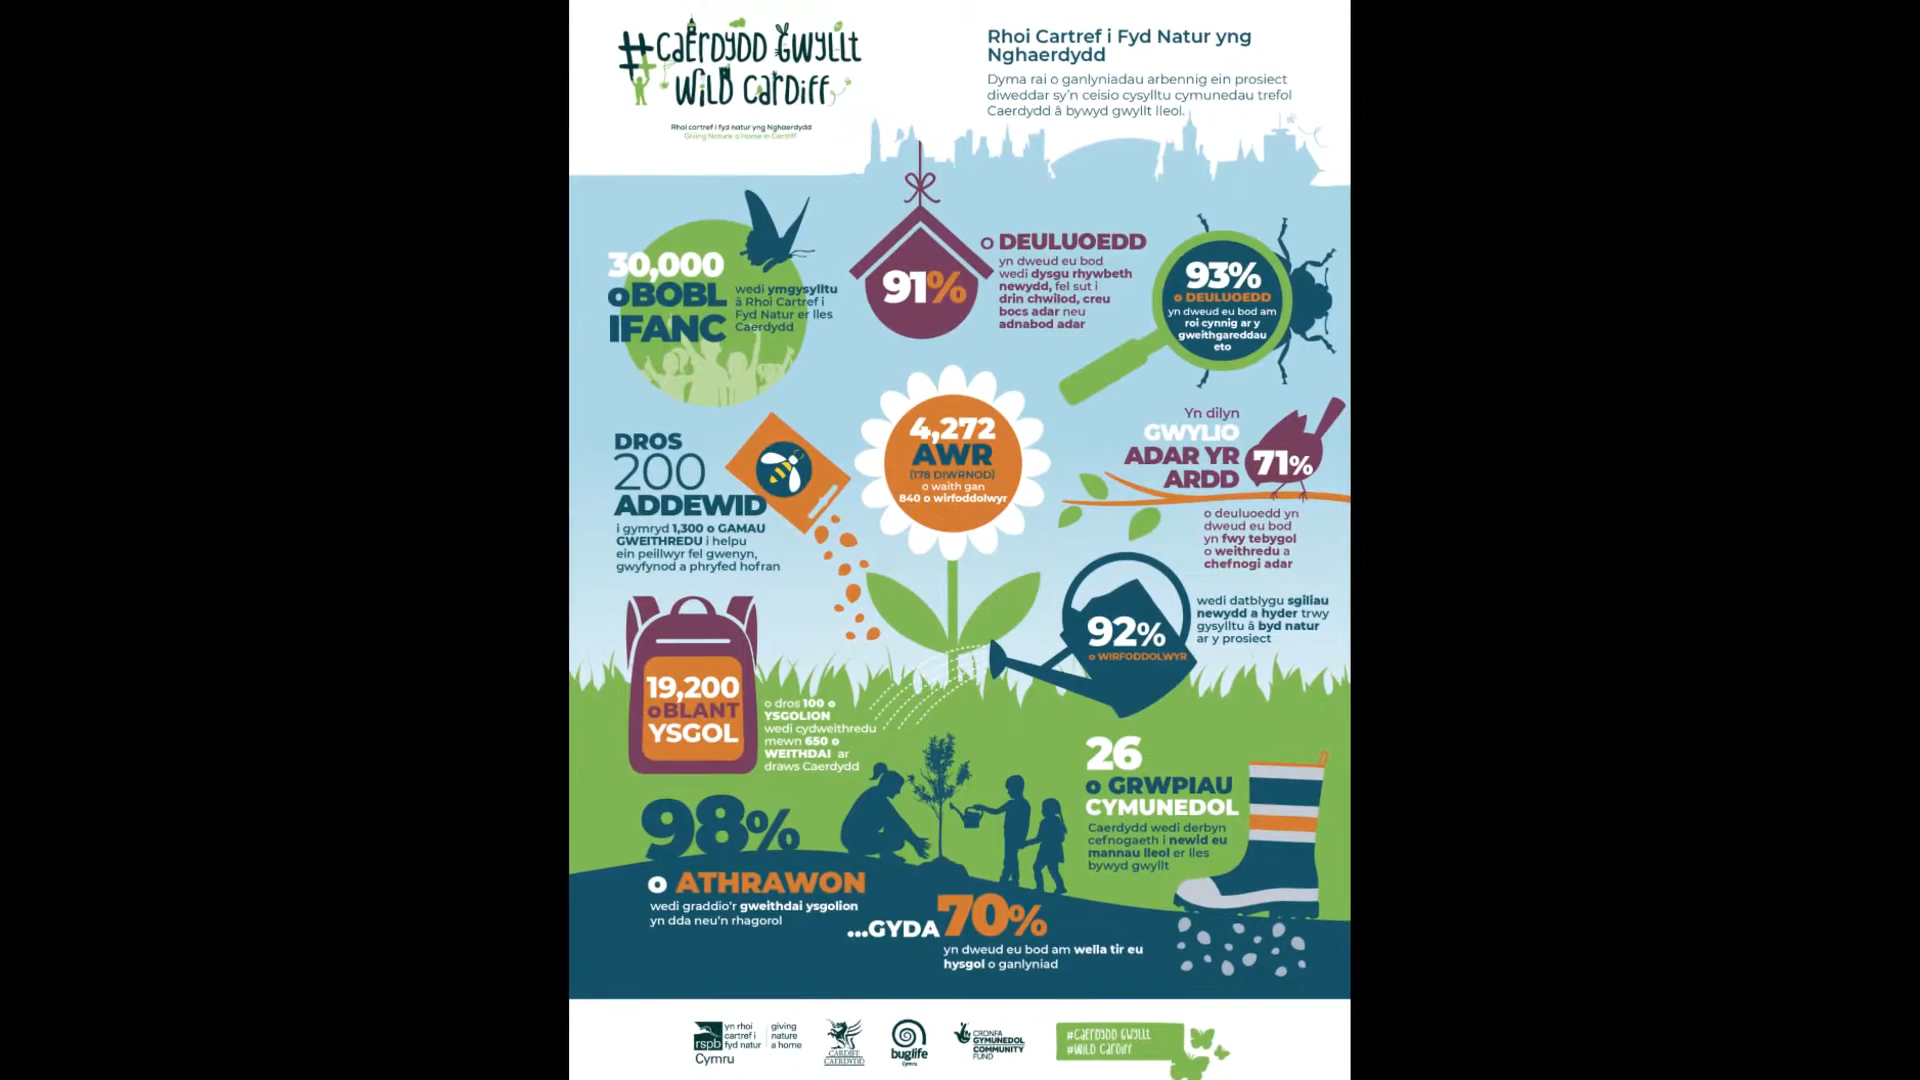 #CAERDYDD GWYLLT
WILD CARDIFF
Rhoi cartref i fyd natur yng Nghaerdydd
Giving Nature a Home in Cardiff
Rhoi Cartref i Fyd Natur yng
Nghaerdydd
Dyma rai o ganlyniadau arbennig ein prosiect
diweddar sy'n ceisio cysylltu cymunedau trefol
Caerdydd â bywyd gwyllt lleol.
30,000
o BOBL
IFANC
wedi ymgysylltu
â Rhoi Cartref i
Fyd Natur er lles
Caerdydd
91%
o DEULUOEDD
yn dweud eu bod
wedi dysgu rhywbeth
newydd, fel sut i
drin chwilod, creu
bocs adar neu
adnabod adar
93%
o DEULUOEDD
yn dweud eu bod am
roi cynnig ar y
gweithgareddau
eto
DROS
200
ADDEWID
i gymryd 1,300 o GAMAU
GWEITHREDU i helpu
ein peillwyr fel gwenyn,
gwyfynod a phryfed hofran
4,272
AWR
(178 DIWRNOD)
o waith gan
840 o wirfoddolwyr
Yn dilyn
GWYLIO
ADAR YR
ARDD
71%
o deuluoedd yn
dweud eu bod
yn fwy tebygol
o weithredu a
chefnogi adar
92%
o WIRFODDOLWYR
wedi datblygu sgiliau
newydd a hyder trwy
gysylltu â byd natur
ar y prosiect
19,200
o BLANT
YSGOL
o dros 100 o
YSGOLION
wedi cydweithredu
mewn 650 o
WEITHDAI ar
draws Caerdydd
26
o GRWPIAU
CYMUNEDOL
Caerdydd wedi derbyn
cefnogaeth i newid eu
mannau lleol er lles
bywyd gwyllt
98%
o ATHRAWON
wedi graddio'r gweithdai ysgolion
yn dda neu'n rhagorol
...GYDA 70%
yn dweud eu bod am wella tir eu
hysgol o ganlyniad
rspb
Cymru
yn rhoi
cartref i
fyd natur
giving
nature
a home
CARDIFF
CAERDYDD
buglife
Cymru
CRONFA
GYMUNEDOL
COMMUNITY
FUND
#CAERDYDD GWYLLT
#WILD CARDIFF